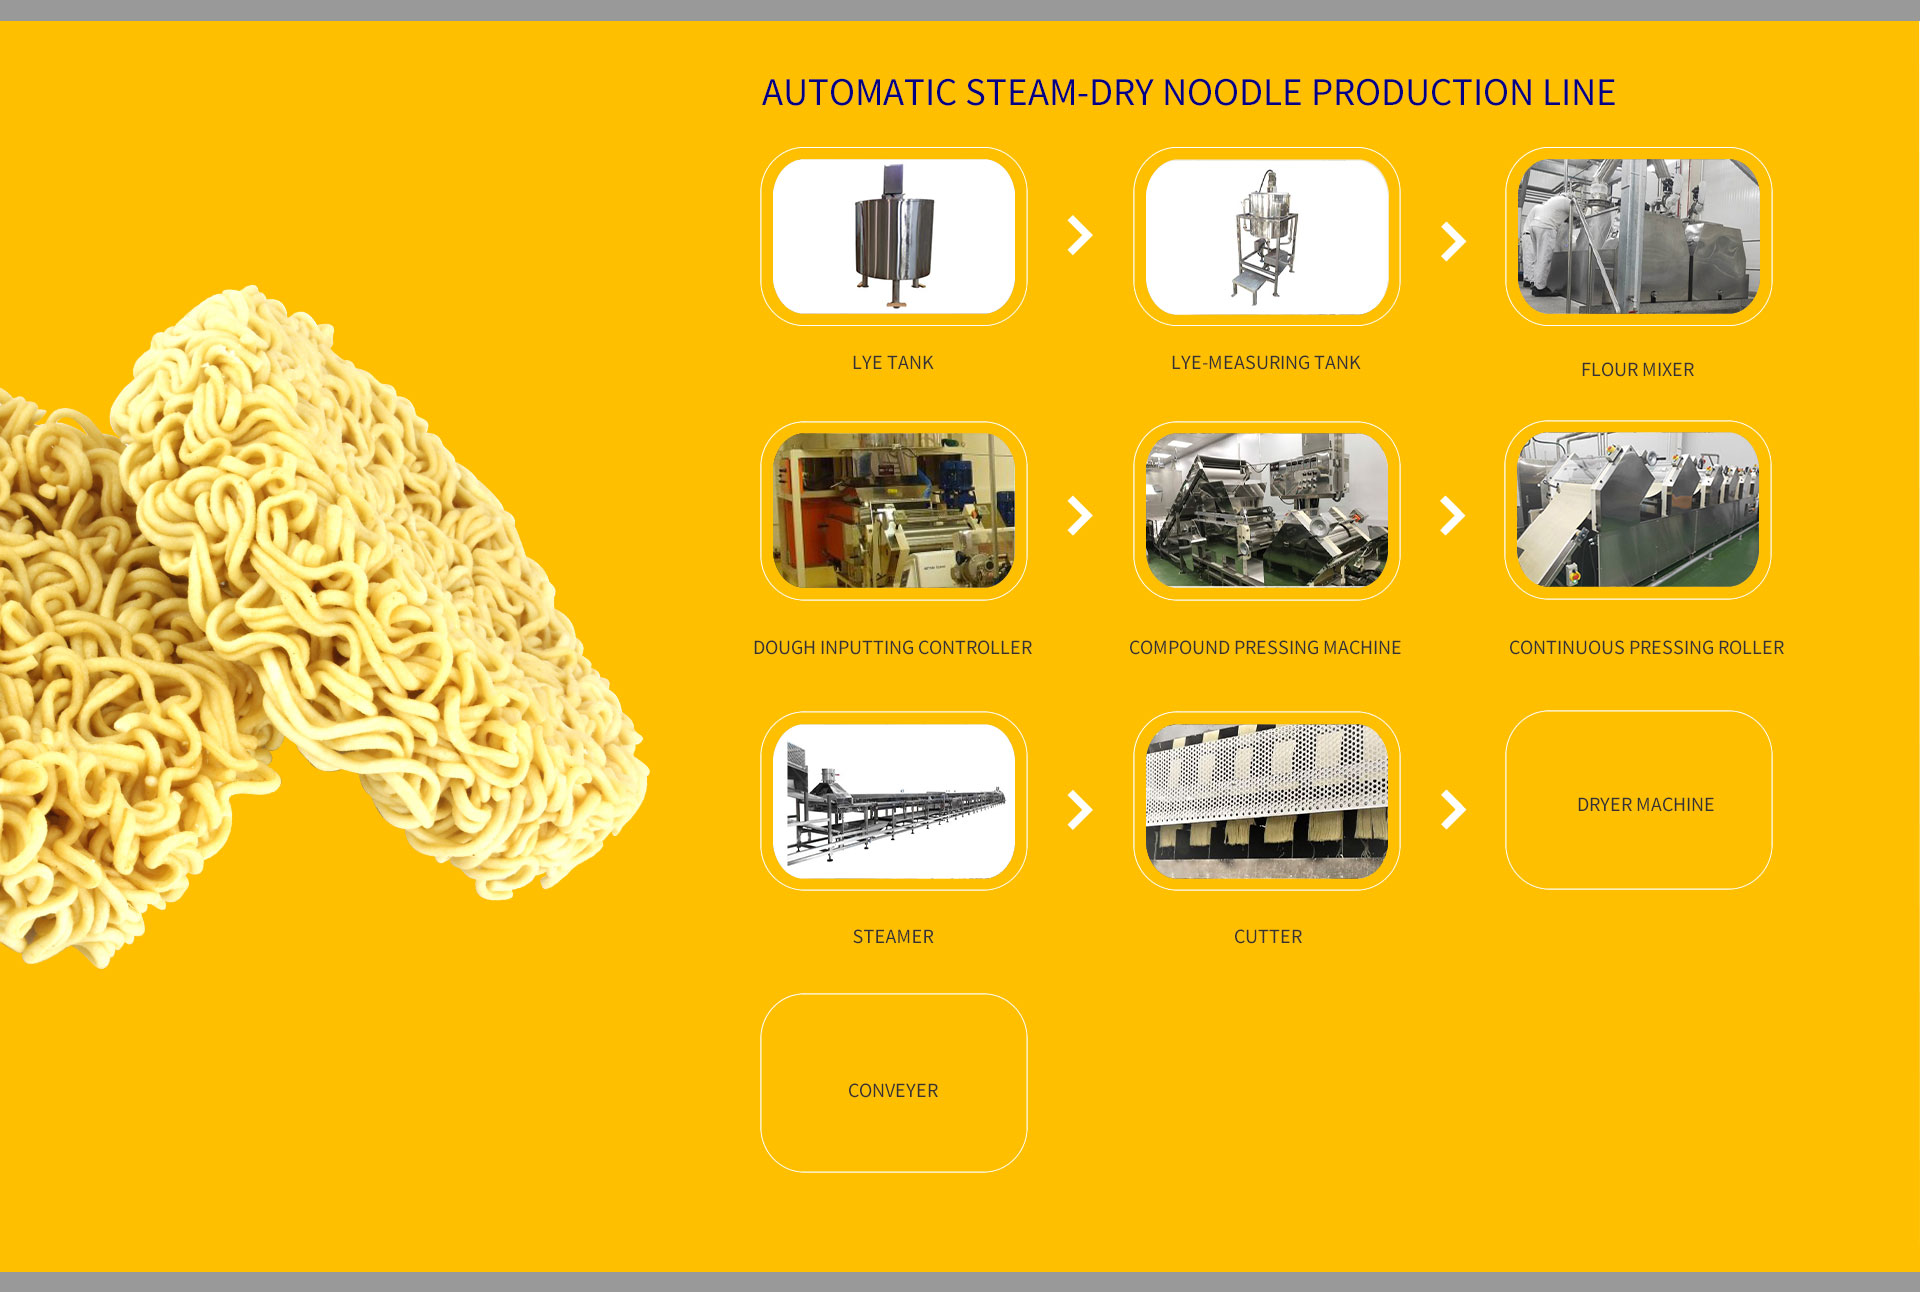 AUTOMATIC STEAM-DRY NOODLE PRODUCTION LINE
LYE TANK
LYE-MEASURING TANK
FLOUR MIXER
DOUGH INPUTTING CONTROLLER
COMPOUND PRESSING MACHINE
CONTINUOUS PRESSING ROLLER
STEAMER
CUTTER
DRYER MACHINE
CONVEYER